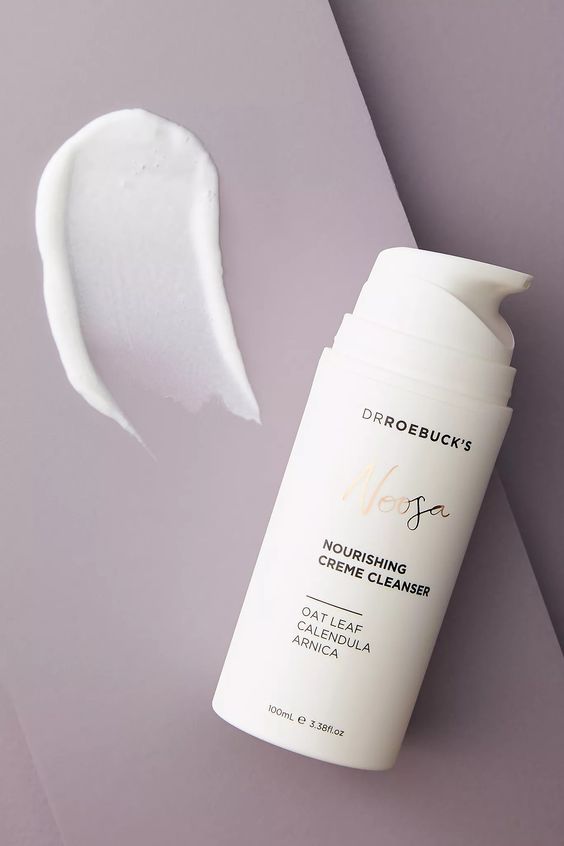 DRROEBUCK'S
Noosa
NOURISHING
CREME CLEANSER
OAT LEAF
CALENDULA
ARNICA
100mL e 3.38fl.oz